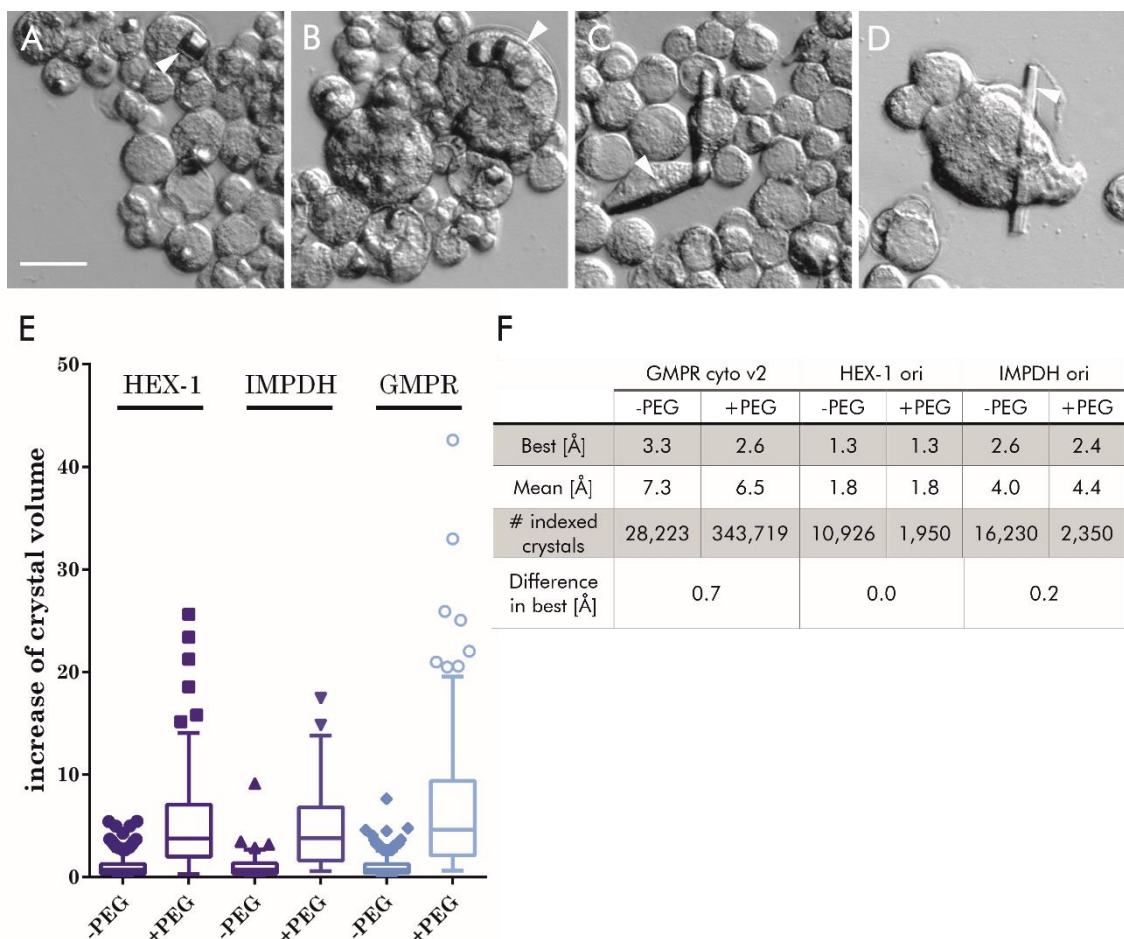 A B C D
E
50
40
30
20
10
0
increase of crystal volume
HEX-1 IMPDH GMPR
-PEG +PEG -PEG +PEG -PEG +PEG
F
GMPR cyto v2 HEX-1 ori IMPDH ori
-PEG +PEG -PEG +PEG -PEG +PEG
Best [Å] 3.3 2.6 1.3 1.3 2.6 2.4
Mean [Å] 7.3 6.5 1.8 1.8 4.0 4.4
# indexed
crystals 28,223 343,719 10,926 1,950 16,230 2,350
Difference
in best [Å] 0.7 0.0 0.2